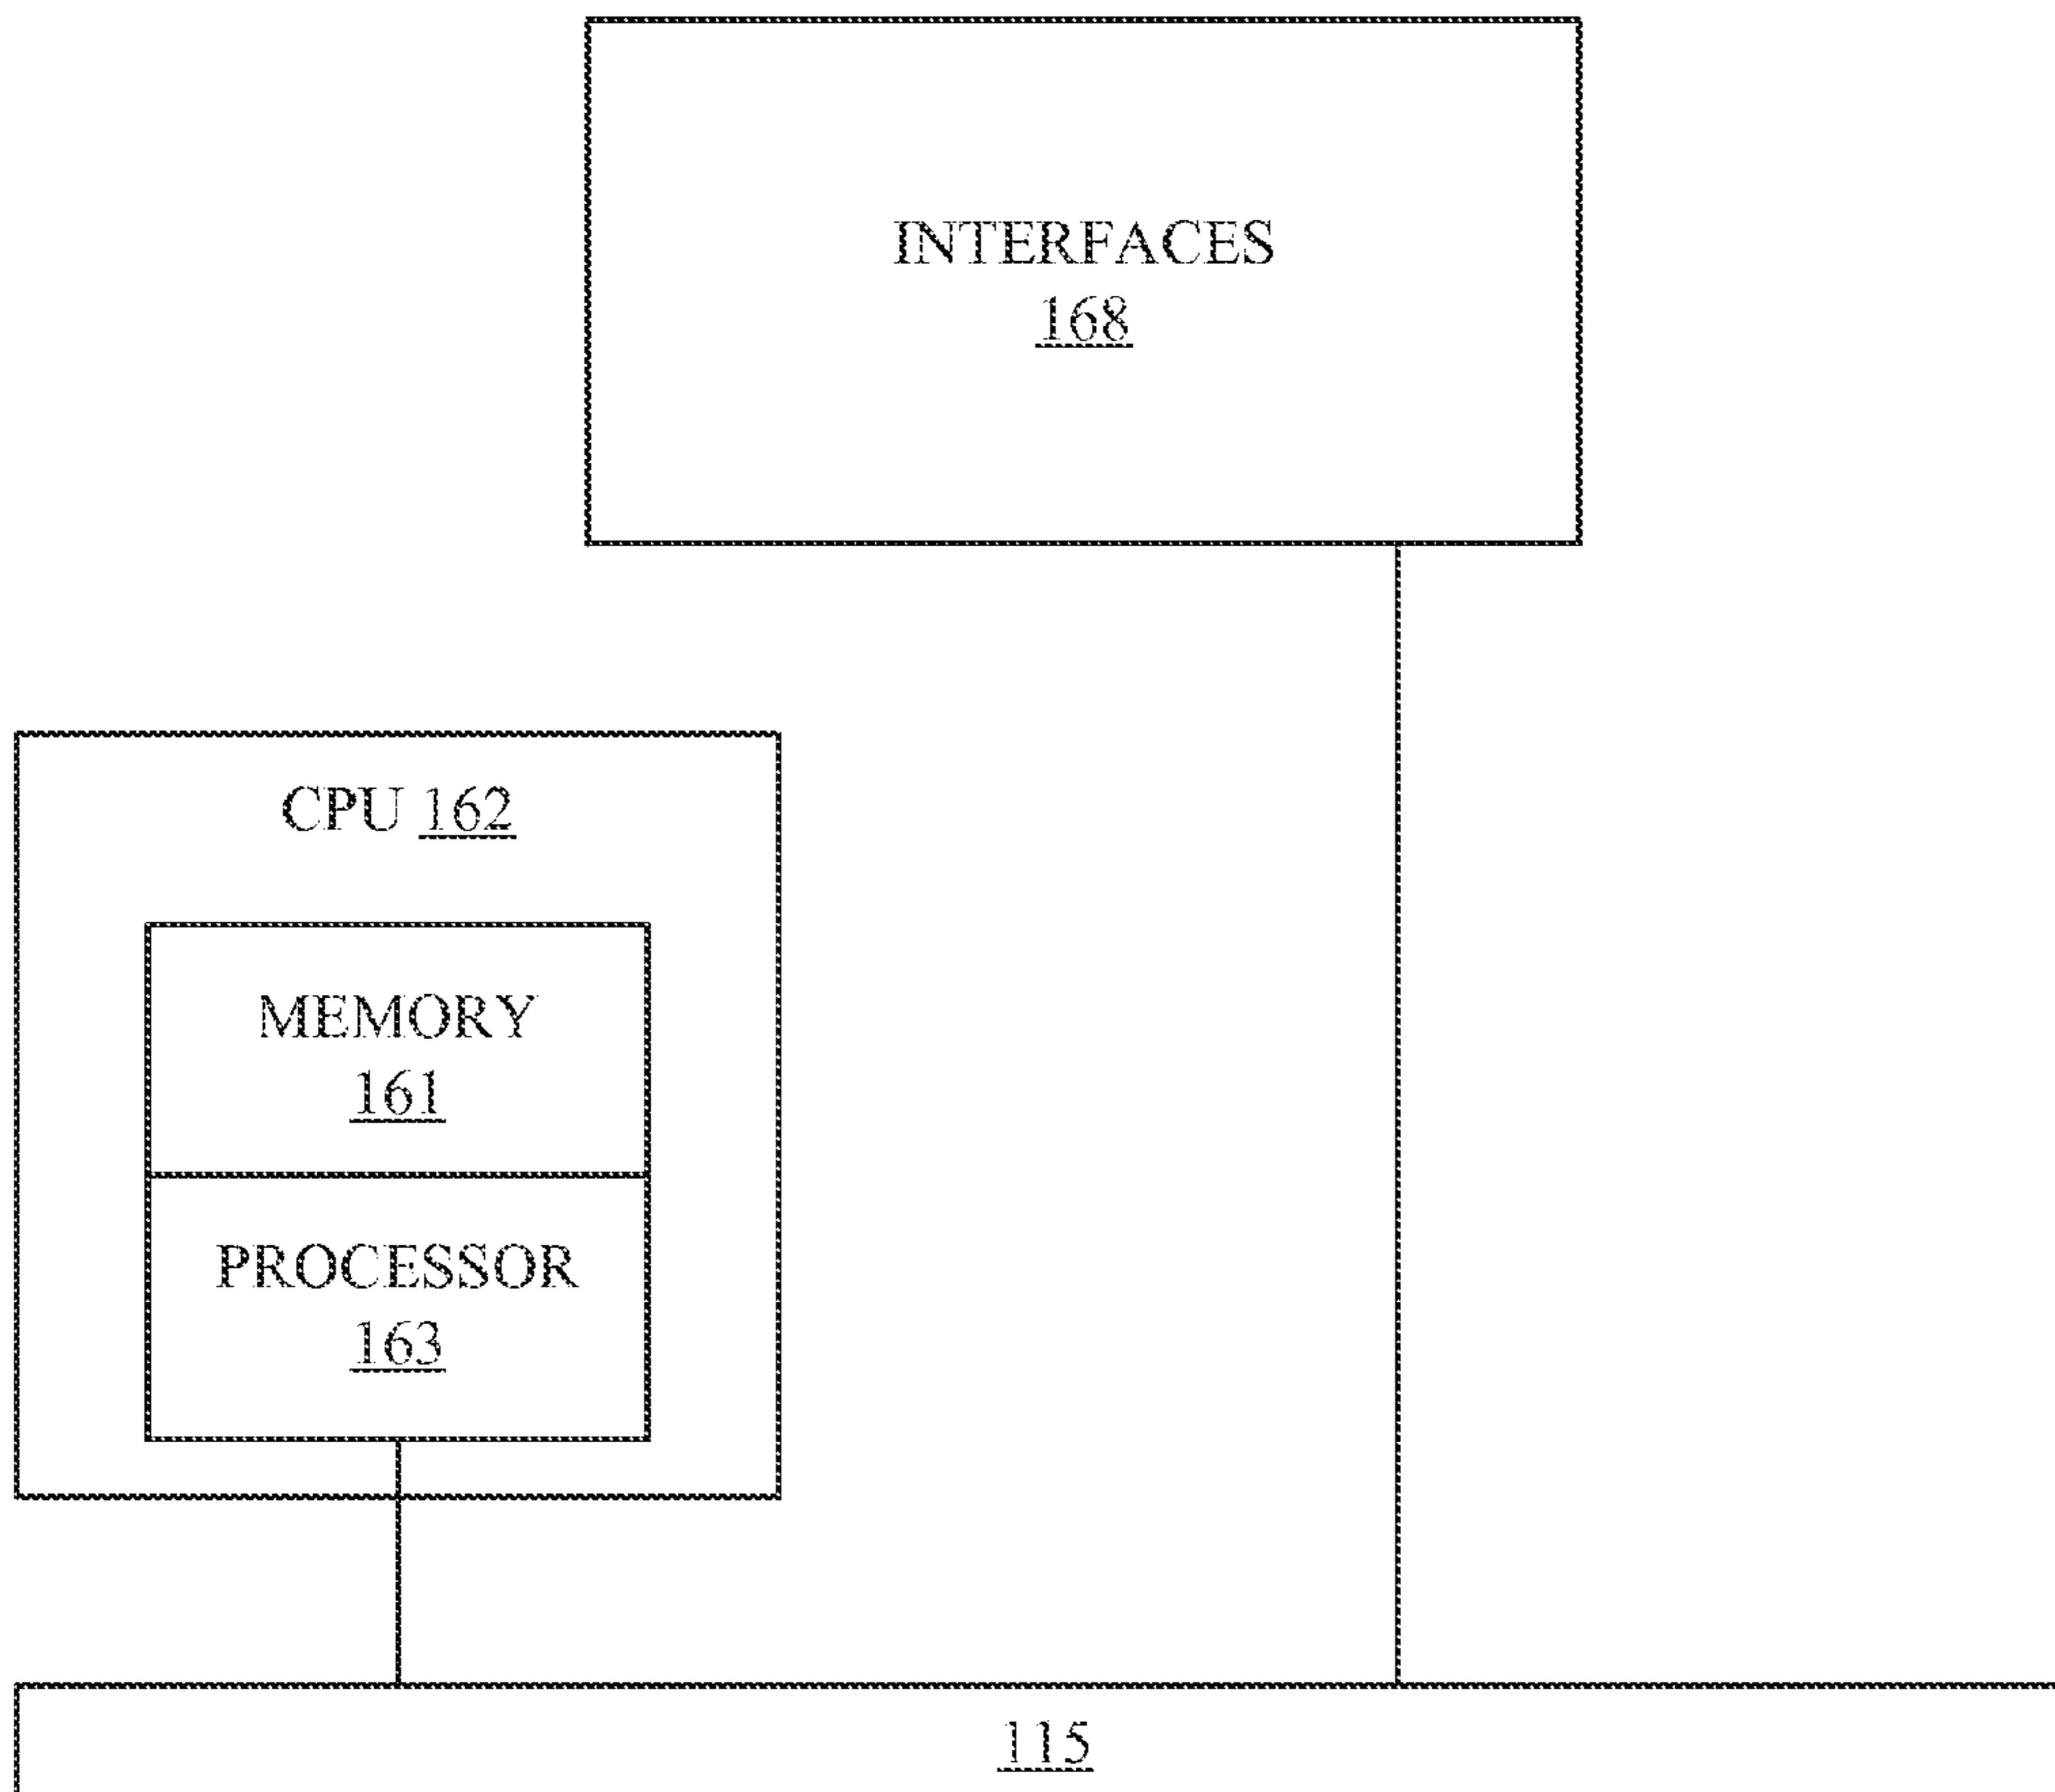 INTERFACES
168
CPU 162
MEMORY
161
PROCESSOR
163
115